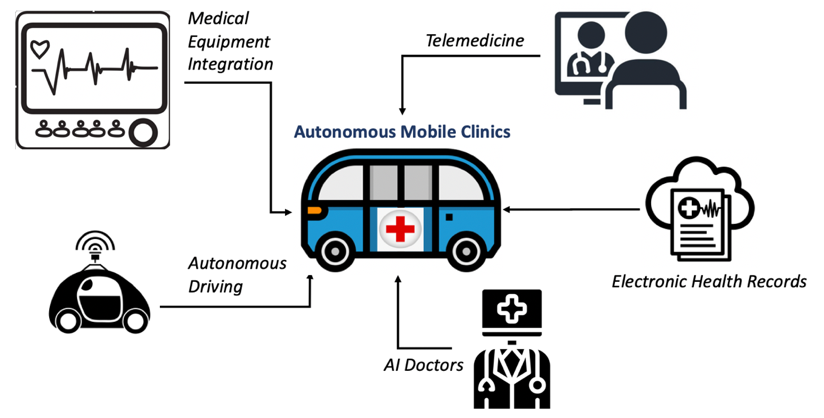 Medical
Equipment
Integration
Telemedicine
Autonomous Mobile Clinics
Autonomous
Driving
Electronic Health Records
AI Doctors